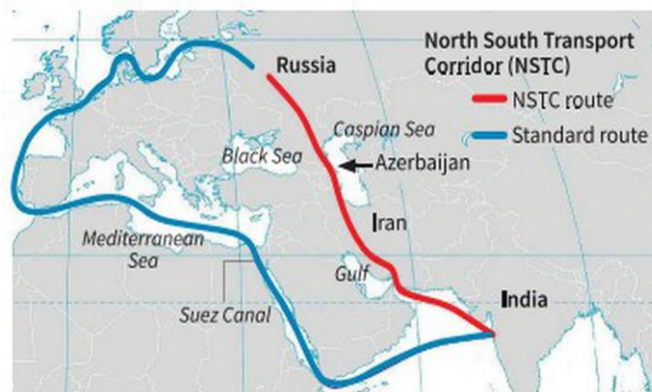 North South Transport
Corridor (NSTC)
NSTC route
Standard route
Russia
Caspian Sea
Black Sea
Azerbaijan
Iran
Mediterranean
Sea
Gulf
Suez Canal
India